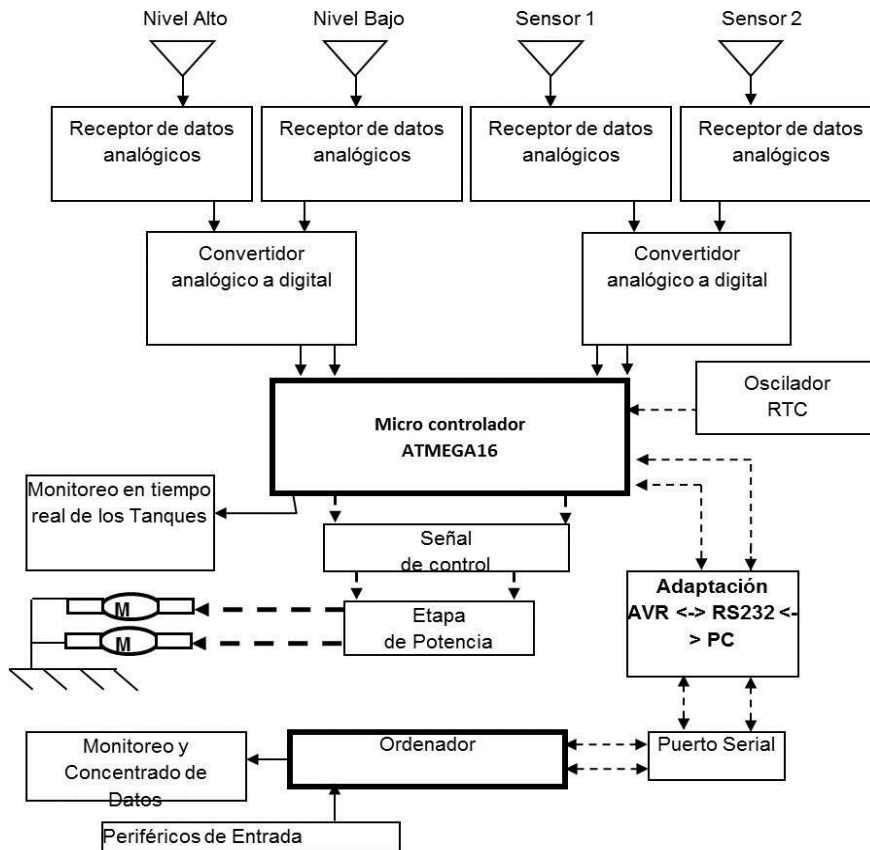 Nivel Alto
Nivel Bajo
Sensor 1
Sensor 2
Receptor de datos
analógicos
Receptor de datos
analógicos
Receptor de datos
analógicos
Receptor de datos
analógicos
Convertidor
analógico a digital
Convertidor
analógico a digital
Oscilador
RTC
Micro controlador
ATMEGA16
Monitoreo en tiempo
real de los Tanques
Señal
de control
Adaptación
AVR <-> RS232 <-
> PC
M
M
Etapa
de Potencia
Monitoreo y
Concentrado de
Datos
Ordenador
Puerto Serial
Periféricos de Entrada